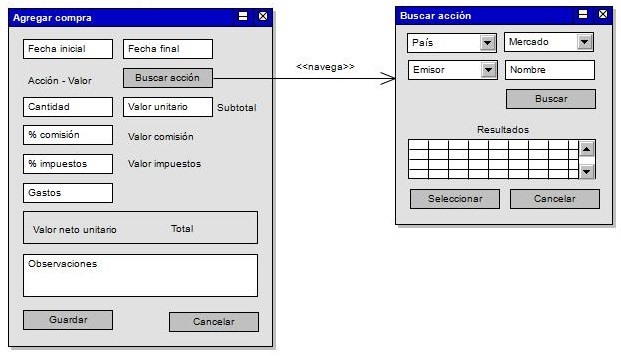 Agregar compra
Fecha inicial
Fecha final
Acción - Valor
Buscar acción
Cantidad
Valor unitario
Subtotal
% comisión
Valor comisión
% impuestos
Valor impuestos
Gastos
Valor neto unitario
Total
Observaciones
Guardar
Cancelar
<<navega>>
Buscar acción
País
Mercado
Emisor
Nombre
Buscar
Resultados
Seleccionar
Cancelar